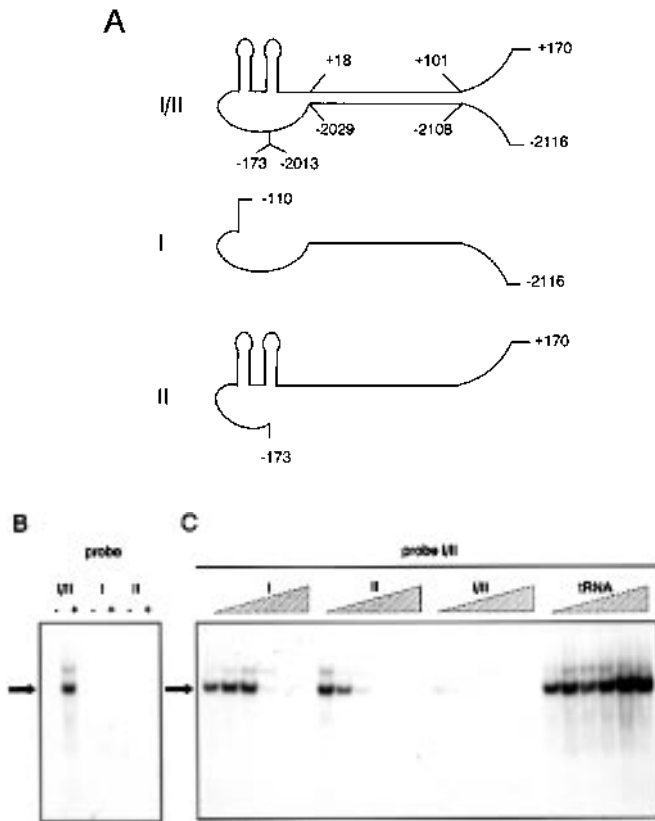 A
+170
+18
+101
I/II
-2029
-2108
-2116
-173
-2013
-110
I
-2116
+170
II
-173
B
C
probe
probe I/II
I/II I II
I II I/II tRNA
- + - + - +